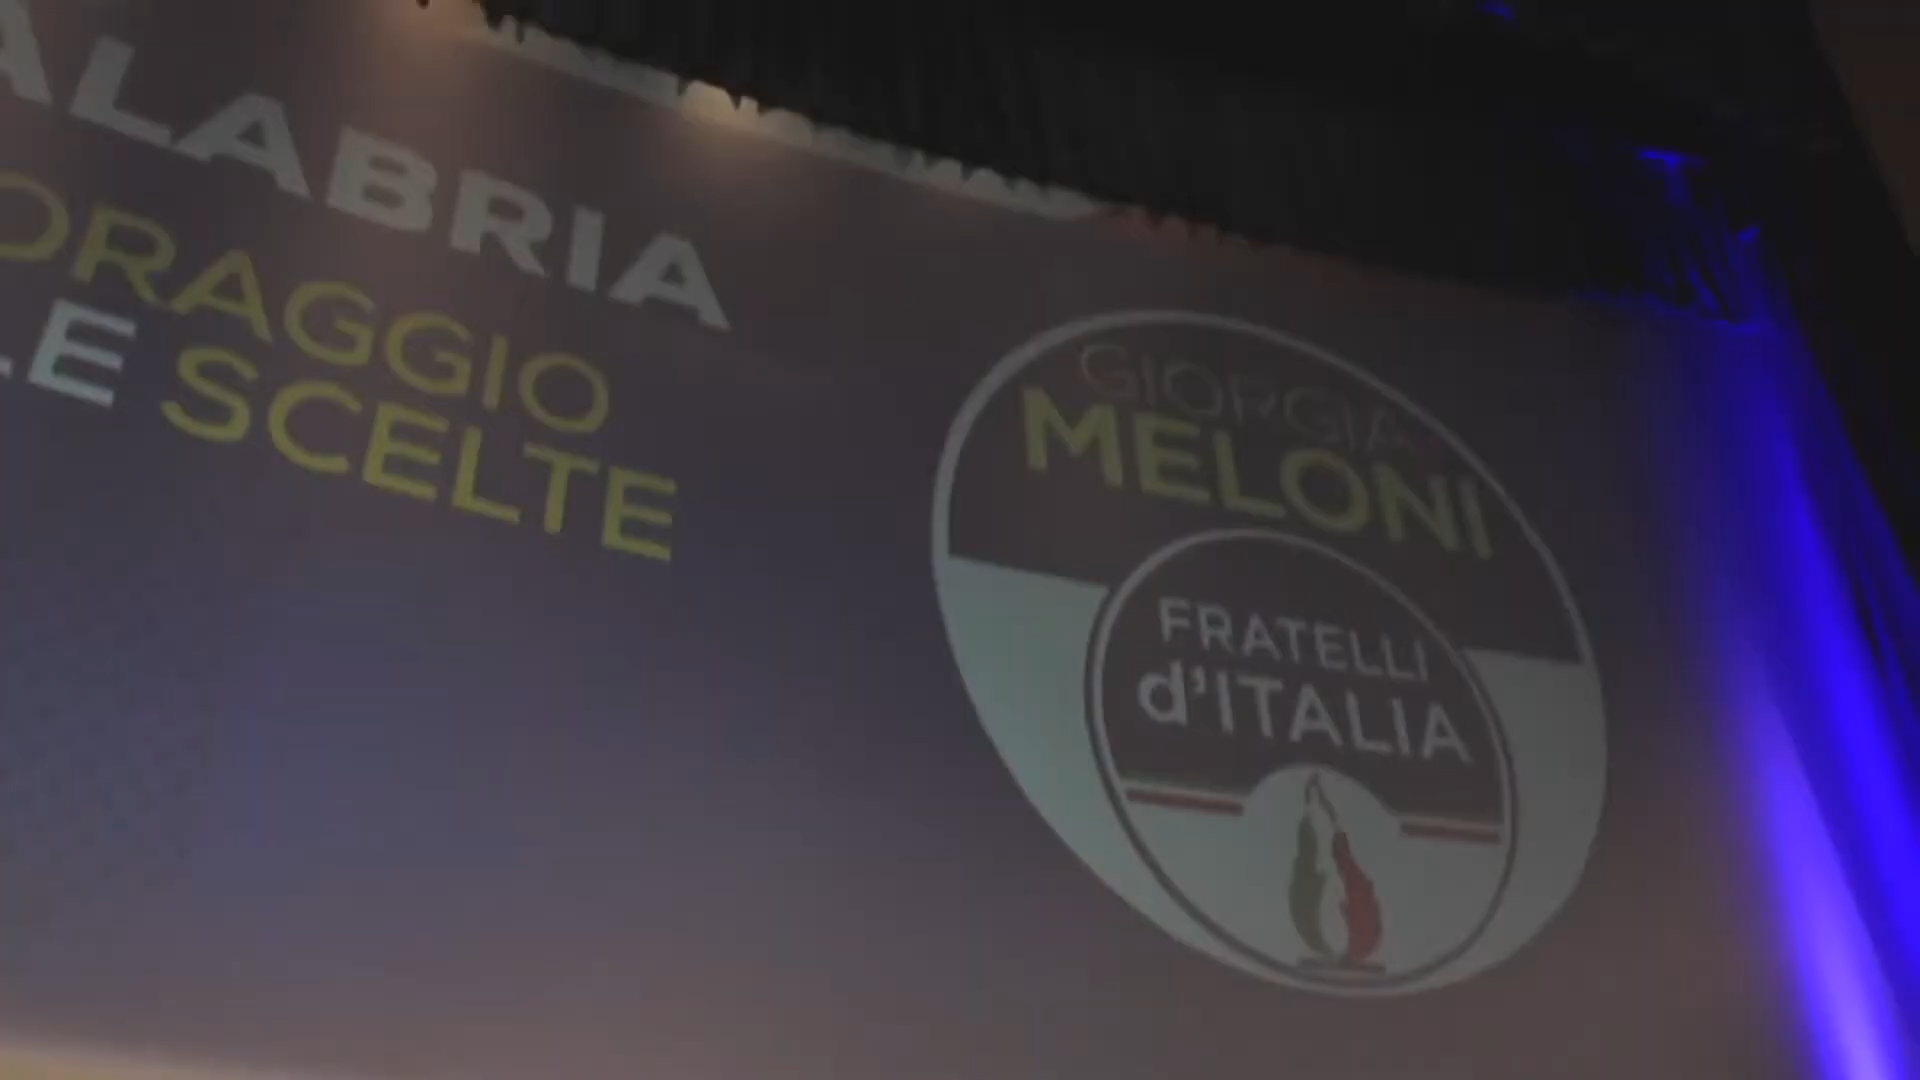 ALABRIA
ORAGGIO
LE SCELTE
GIORGIA
MELONI
FRATELLI
d'ITALIA